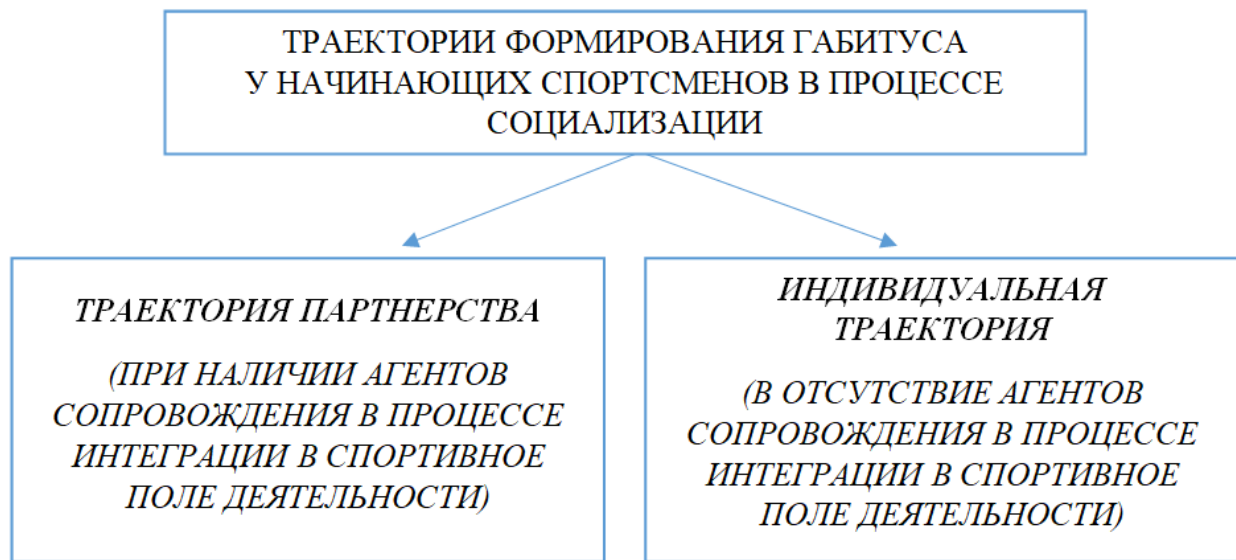 ТРАЕКТОРИИ ФОРМИРОВАНИЯ ГАБИТУСА
У НАЧИНАЮЩИХ СПОРТСМЕНОВ В ПРОЦЕССЕ
СОЦИАЛИЗАЦИИ
ТРАЕКТОРИЯ ПАРТНЕРСТВА
(ПРИ НАЛИЧИИ АГЕНТОВ
СОПРОВОЖДЕНИЯ В ПРОЦЕССЕ
ИНТЕГРАЦИИ В СПОРТИВНОЕ
ПОЛЕ ДЕЯТЕЛЬНОСТИ)
ИНДИВИДУАЛЬНАЯ
ТРАЕКТОРИЯ
(В ОТСУТСТВИЕ АГЕНТОВ
СОПРОВОЖДЕНИЯ В ПРОЦЕССЕ
ИНТЕГРАЦИИ В СПОРТИВНОЕ
ПОЛЕ ДЕЯТЕЛЬНОСТИ)